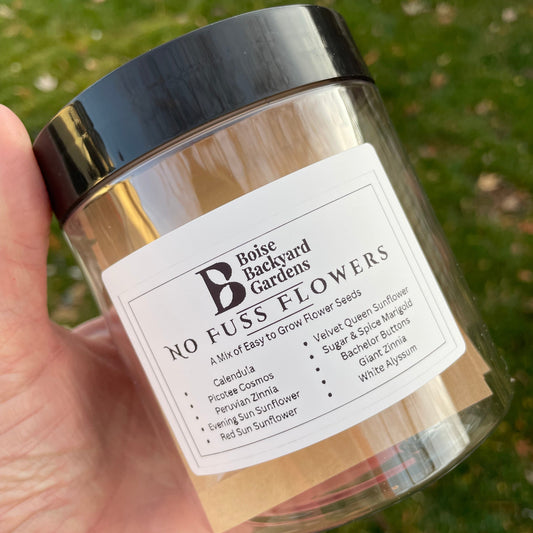 Boise
Backyard
Gardens
No Fuss Flowers
A Mix of Easy to Grow Flower Seeds
• Calendula
• Picotee Cosmos
• Peruvian Zinnia
• Evening Sun Sunflower
• Red Sun Sunflower
• Velvet Queen Sunflower
• Sugar & Spice Marigold
• Bachelor Buttons
• Giant Zinnia
• White Alyssum